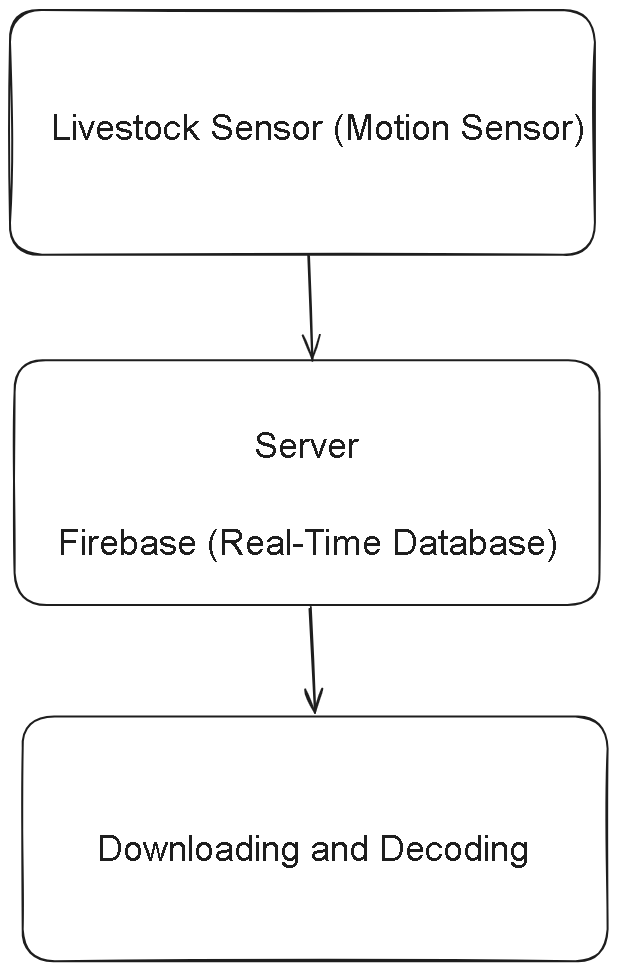 Livestock Sensor (Motion Sensor)
Server
Firebase (Real-Time Database)
Downloading and Decoding